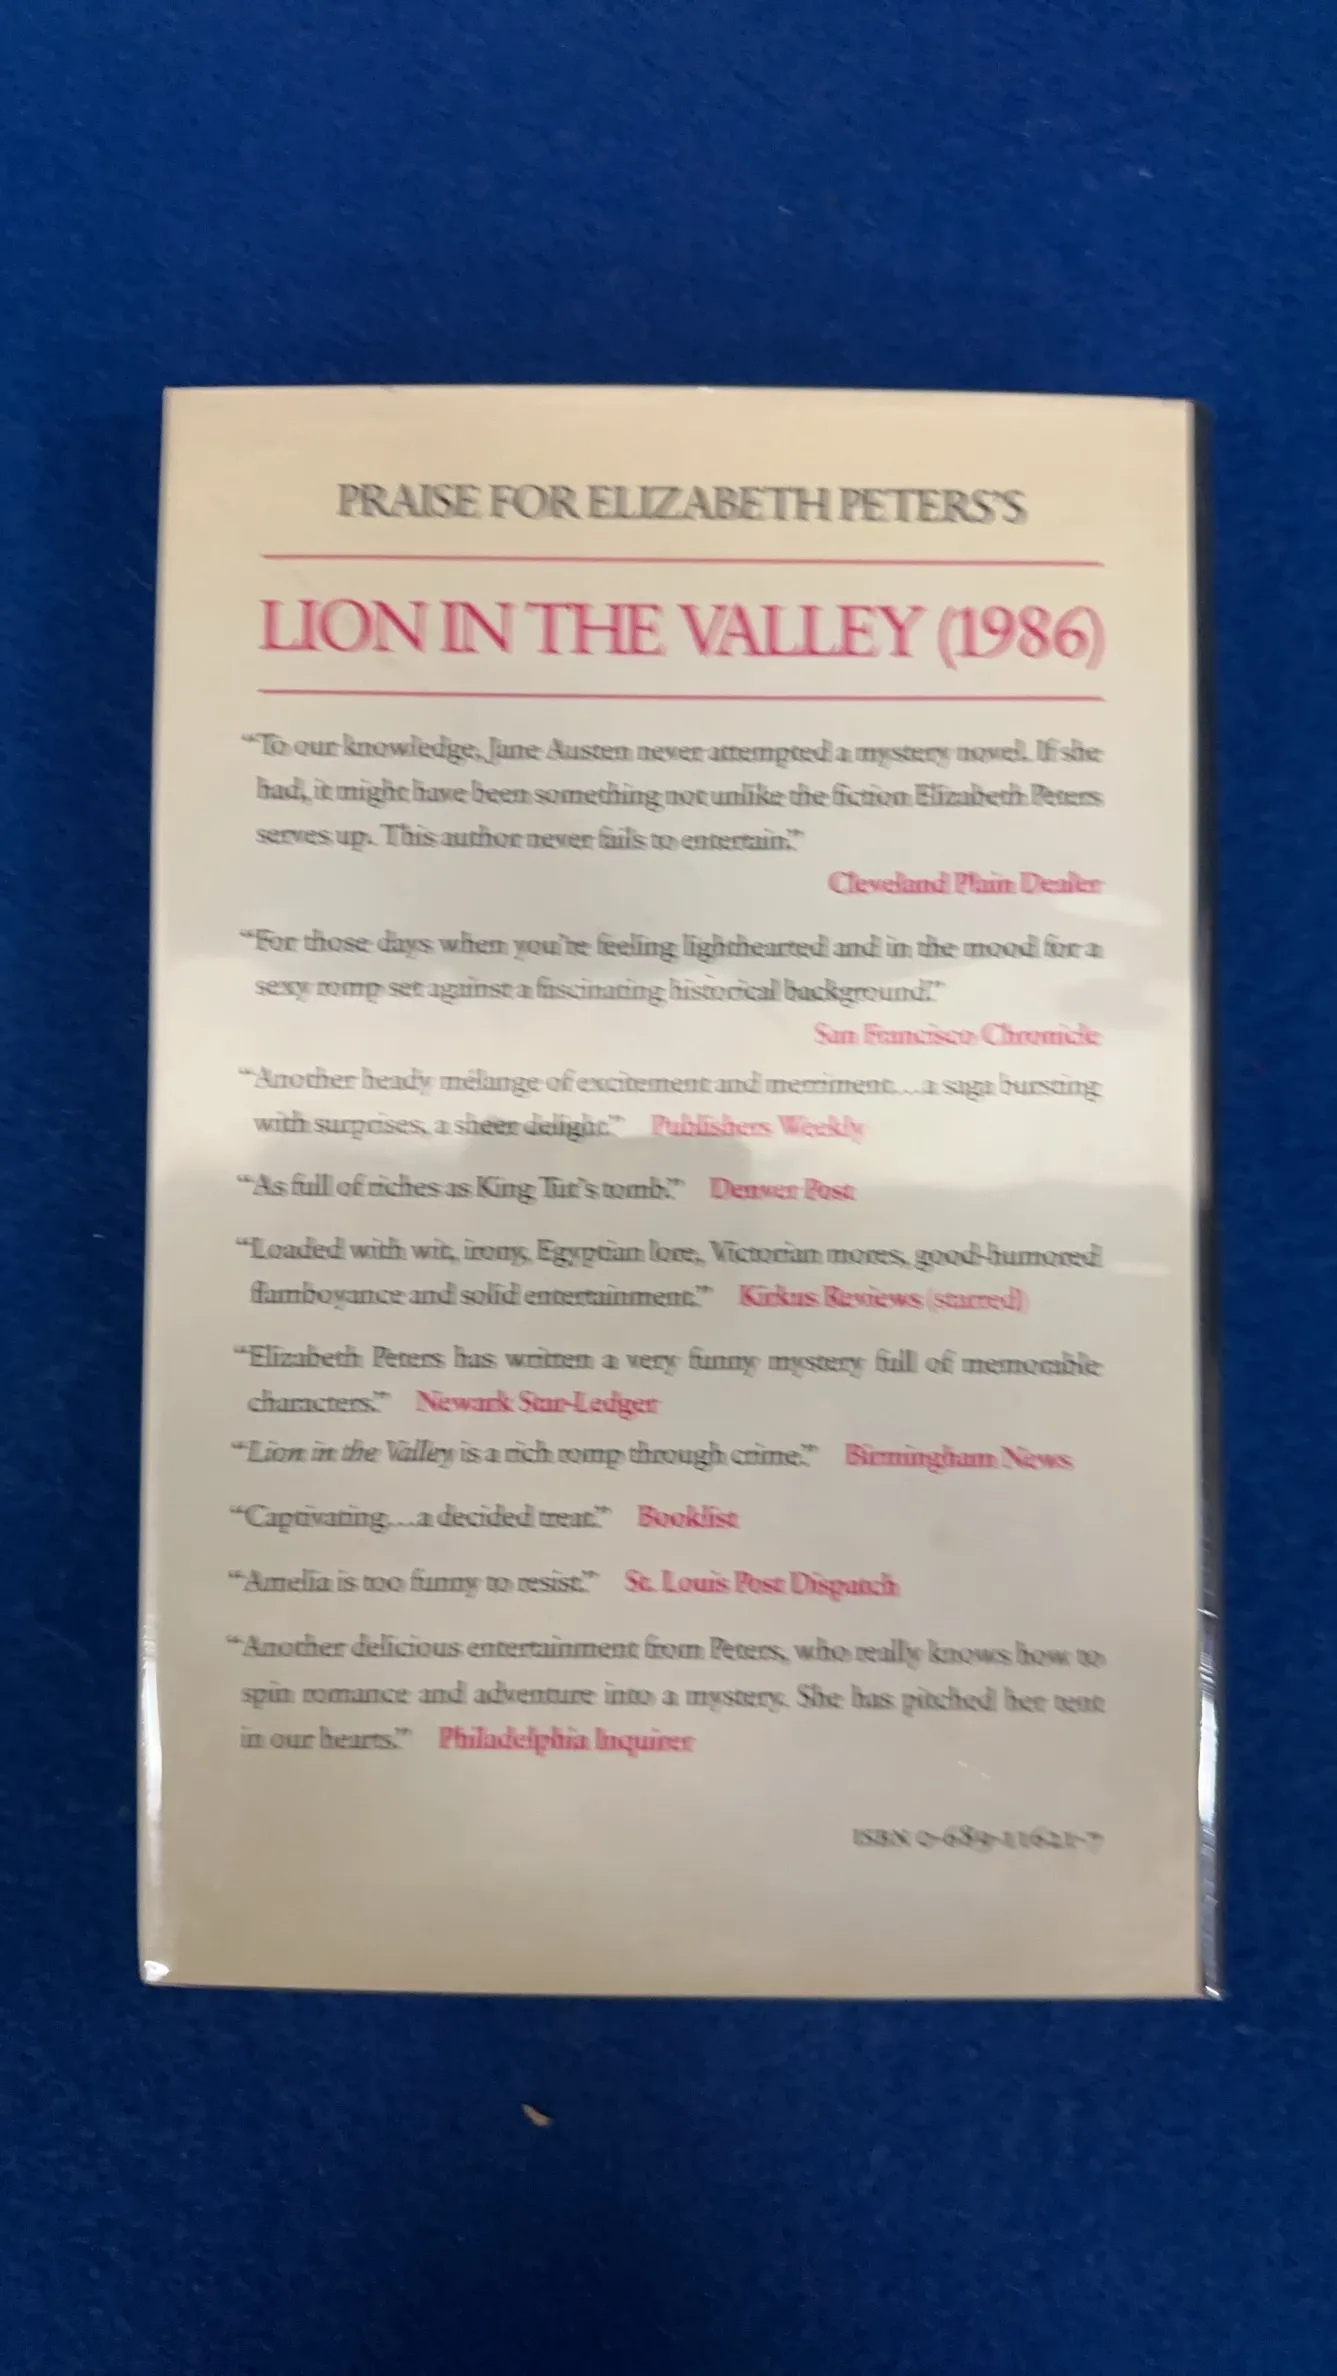 PRAISE FOR ELIZABETH PETERS'S
LION IN THE VALLEY (1986)
“To our knowledge, Jane Austen never attempted a mystery novel. If she
had, it might have been something not unlike the fiction Elizabeth Peters
serves up. This author never fails to entertain.”
Cleveland Plain Dealer
“For those days when you're feeling lighthearted and in the mood for a
sexy romp set against a fascinating historical background.”
San Francisco Chronicle
“Another heady mélange of excitement and merriment...a saga bursting
with surprises, a sheer delight.” Publishers Weekly
“As full of riches as King Tut's tomb.” Denver Post
“Loaded with wit, irony, Egyptian lore, Victorian mores, good-humored
flamboyance and solid entertainment.” Kirkus Reviews (starred)
“Elizabeth Peters has written a very funny mystery full of memorable
characters.” Newark Star-Ledger
“Lion in the Valley is a rich romp through crime.” Birmingham News
“Captivating...a decided treat.” Booklist
“Amelia is too funny to resist.” St. Louis Post Dispatch
“Another delicious entertainment from Peters, who really knows how to
spin romance and adventure into a mystery. She has pitched her tent
in our hearts.” Philadelphia Inquirer
ISBN 0-689-11621-7